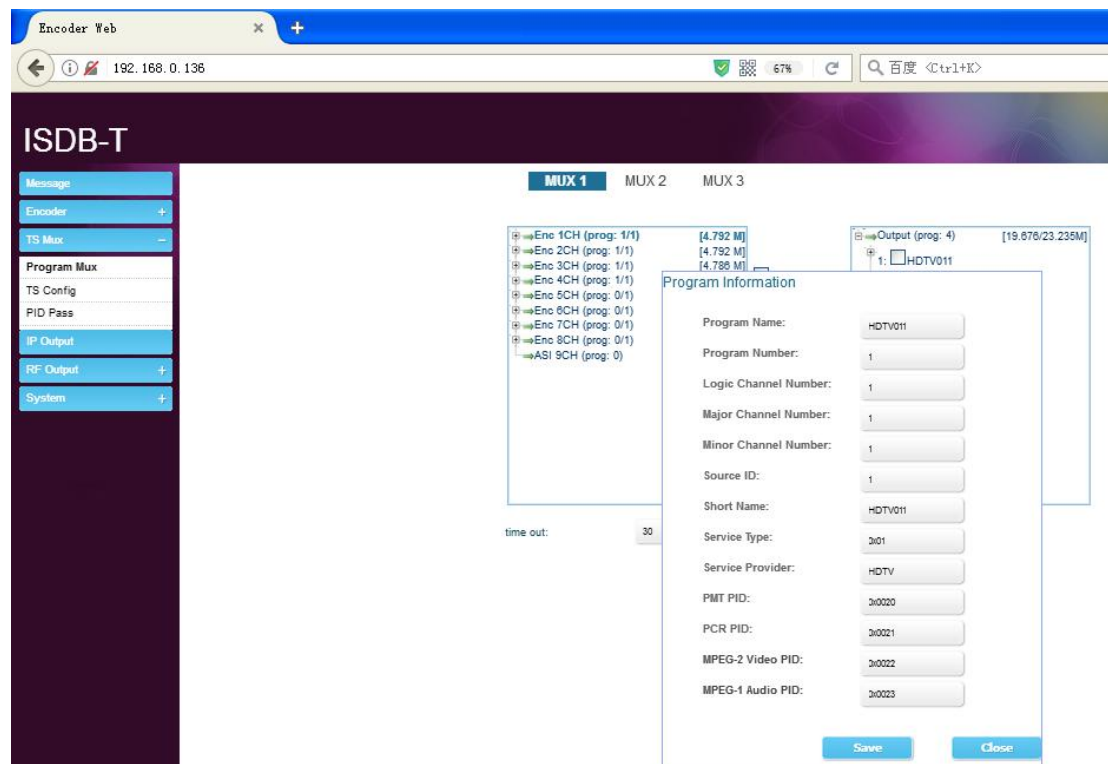 Encoder Web
192.168.0.136
67%
百度 <Ctrl+K>
ISDB-T
Message
Encoder +
TS Mux -
Program Mux
TS Config
PID Pass
IP Output
RF Output +
System +
MUX 1 MUX 2 MUX 3
Enc 1CH (prog: 1/1) [4.792 M]
Enc 2CH (prog: 1/1) [4.792 M]
Enc 3CH (prog: 1/1) [4.786 M]
Enc 4CH (prog: 1/1)
Enc 5CH (prog: 0/1)
Enc 6CH (prog: 0/1)
Enc 7CH (prog: 0/1)
Enc 8CH (prog: 0/1)
ASI 9CH (prog: 0)
Output (prog: 4) [19.676/23.235M]
1: HDTV011
time out: 30
Program Information
Program Name: HDTV011
Program Number: 1
Logic Channel Number: 1
Major Channel Number: 1
Minor Channel Number: 1
Source ID: 1
Short Name: HDTV011
Service Type: 0x01
Service Provider: HDTV
PMT PID: 0x0020
PCR PID: 0x0021
MPEG-2 Video PID: 0x0022
MPEG-1 Audio PID: 0x0023
Save Close